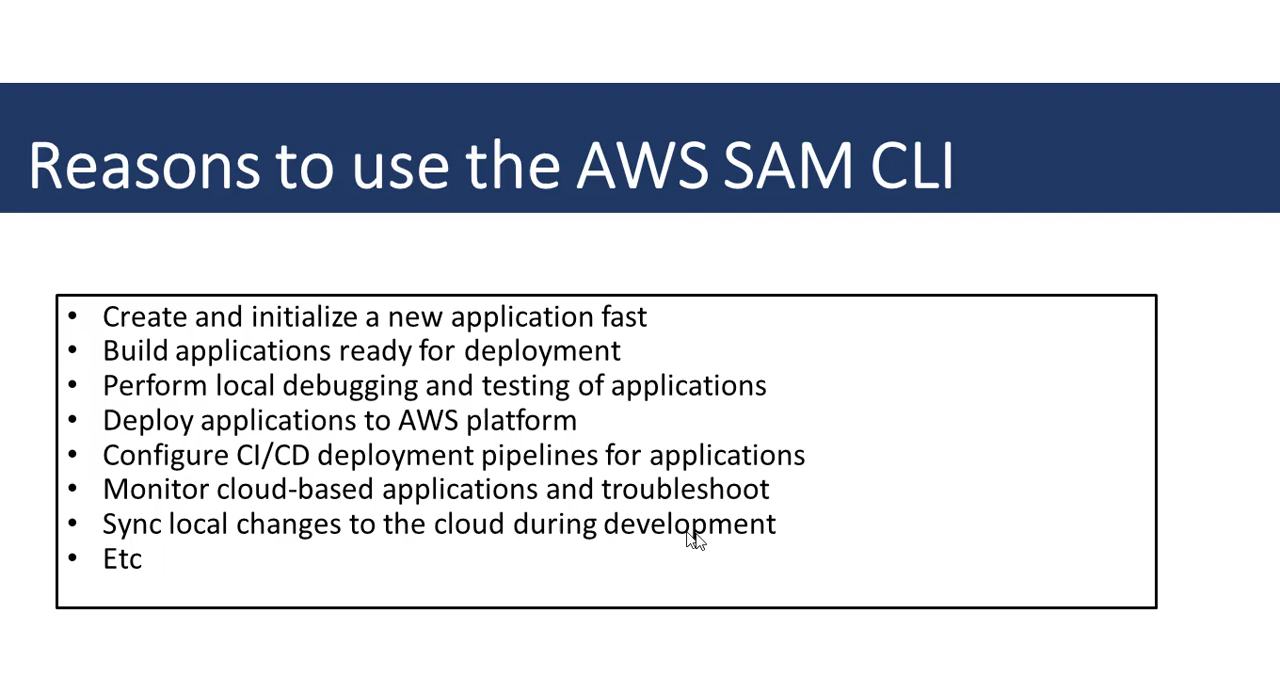 Reasons to use the AWS SAM CLI
• Create and initialize a new application fast
• Build applications ready for deployment
• Perform local debugging and testing of applications
• Deploy applications to AWS platform
• Configure CI/CD deployment pipelines for applications
• Monitor cloud-based applications and troubleshoot
• Sync local changes to the cloud during development
• Etc